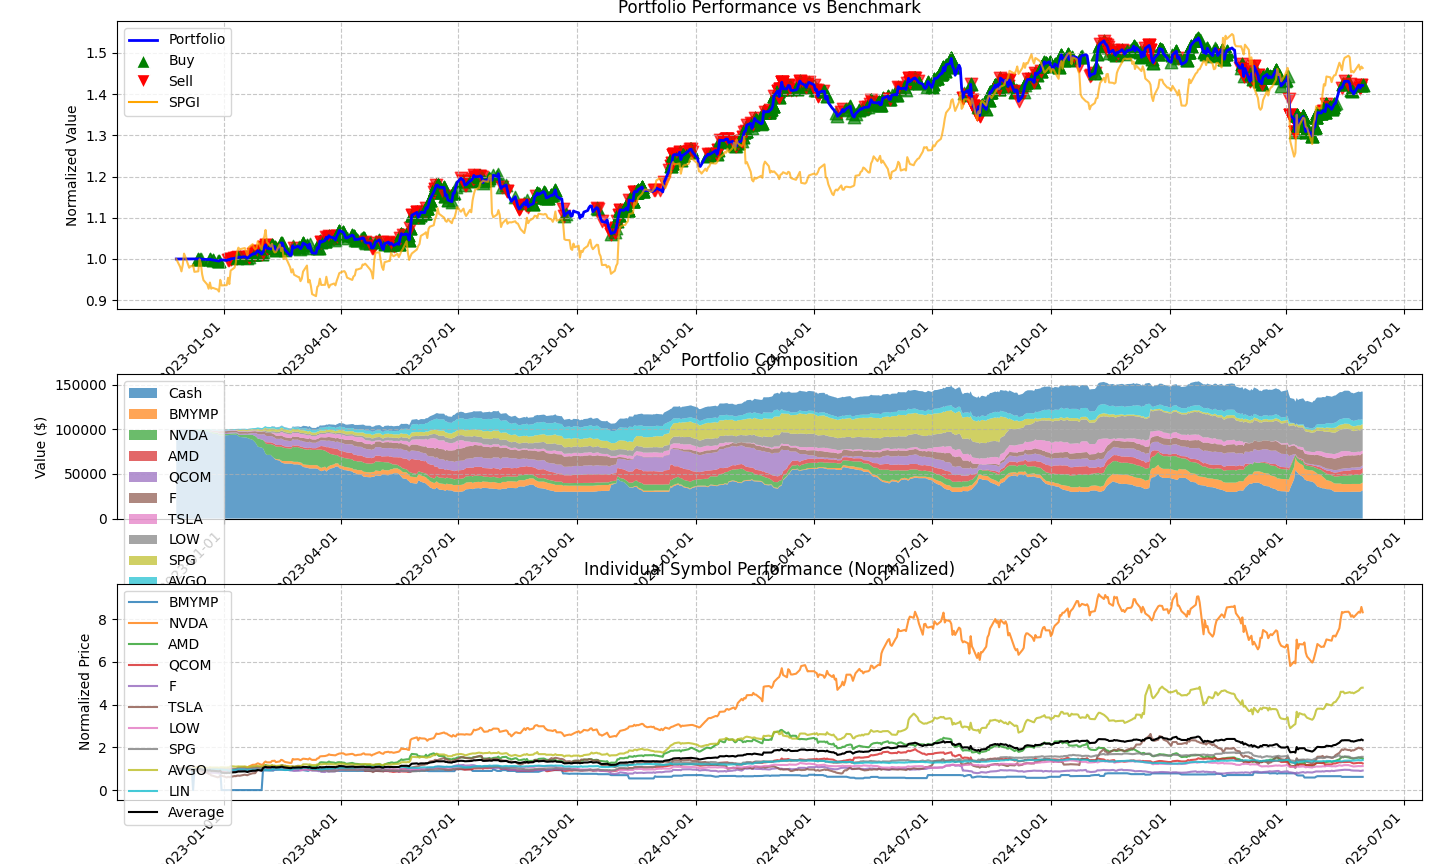 Portfolio Performance vs Benchmark
Normalized Value
1.5
1.4
1.3
1.2
1.1
1.0
0.9
Portfolio
Buy
Sell
SPGI
2023-01-01
2023-04-01
2023-07-01
2023-10-01
2024-01-01
2024-04-01
2024-07-01
2024-10-01
2025-01-01
2025-04-01
2025-07-01
Portfolio Composition
Value ($)
150000
100000
50000
0
Cash
BMYMP
NVDA
AMD
QCOM
F
TSLA
LOW
SPG
AVGO
2023-01-01
2023-04-01
2023-07-01
2023-10-01
2024-01-01
2024-04-01
2024-07-01
2024-10-01
2025-01-01
2025-04-01
2025-07-01
Individual Symbol Performance (Normalized)
Normalized Price
8
6
4
2
0
BMYMP
NVDA
AMD
QCOM
F
TSLA
LOW
SPG
AVGO
LIN
Average
2023-01-01
2023-04-01
2023-07-01
2023-10-01
2024-01-01
2024-04-01
2024-07-01
2024-10-01
2025-01-01
2025-04-01
2025-07-01